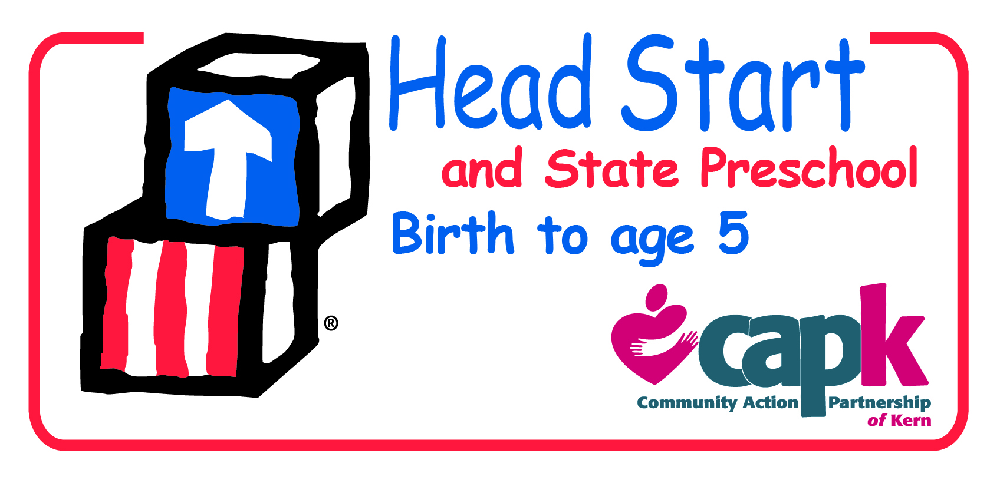 Head Start
and State Preschool
Birth to age 5
®
capk
Community Action Partnership
of Kern